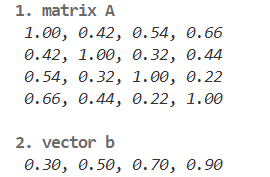 1. matrix A
1.00, 0.42, 0.54, 0.66
0.42, 1.00, 0.32, 0.44
0.54, 0.32, 1.00, 0.22
0.66, 0.44, 0.22, 1.00
2. vector b
0.30, 0.50, 0.70, 0.90